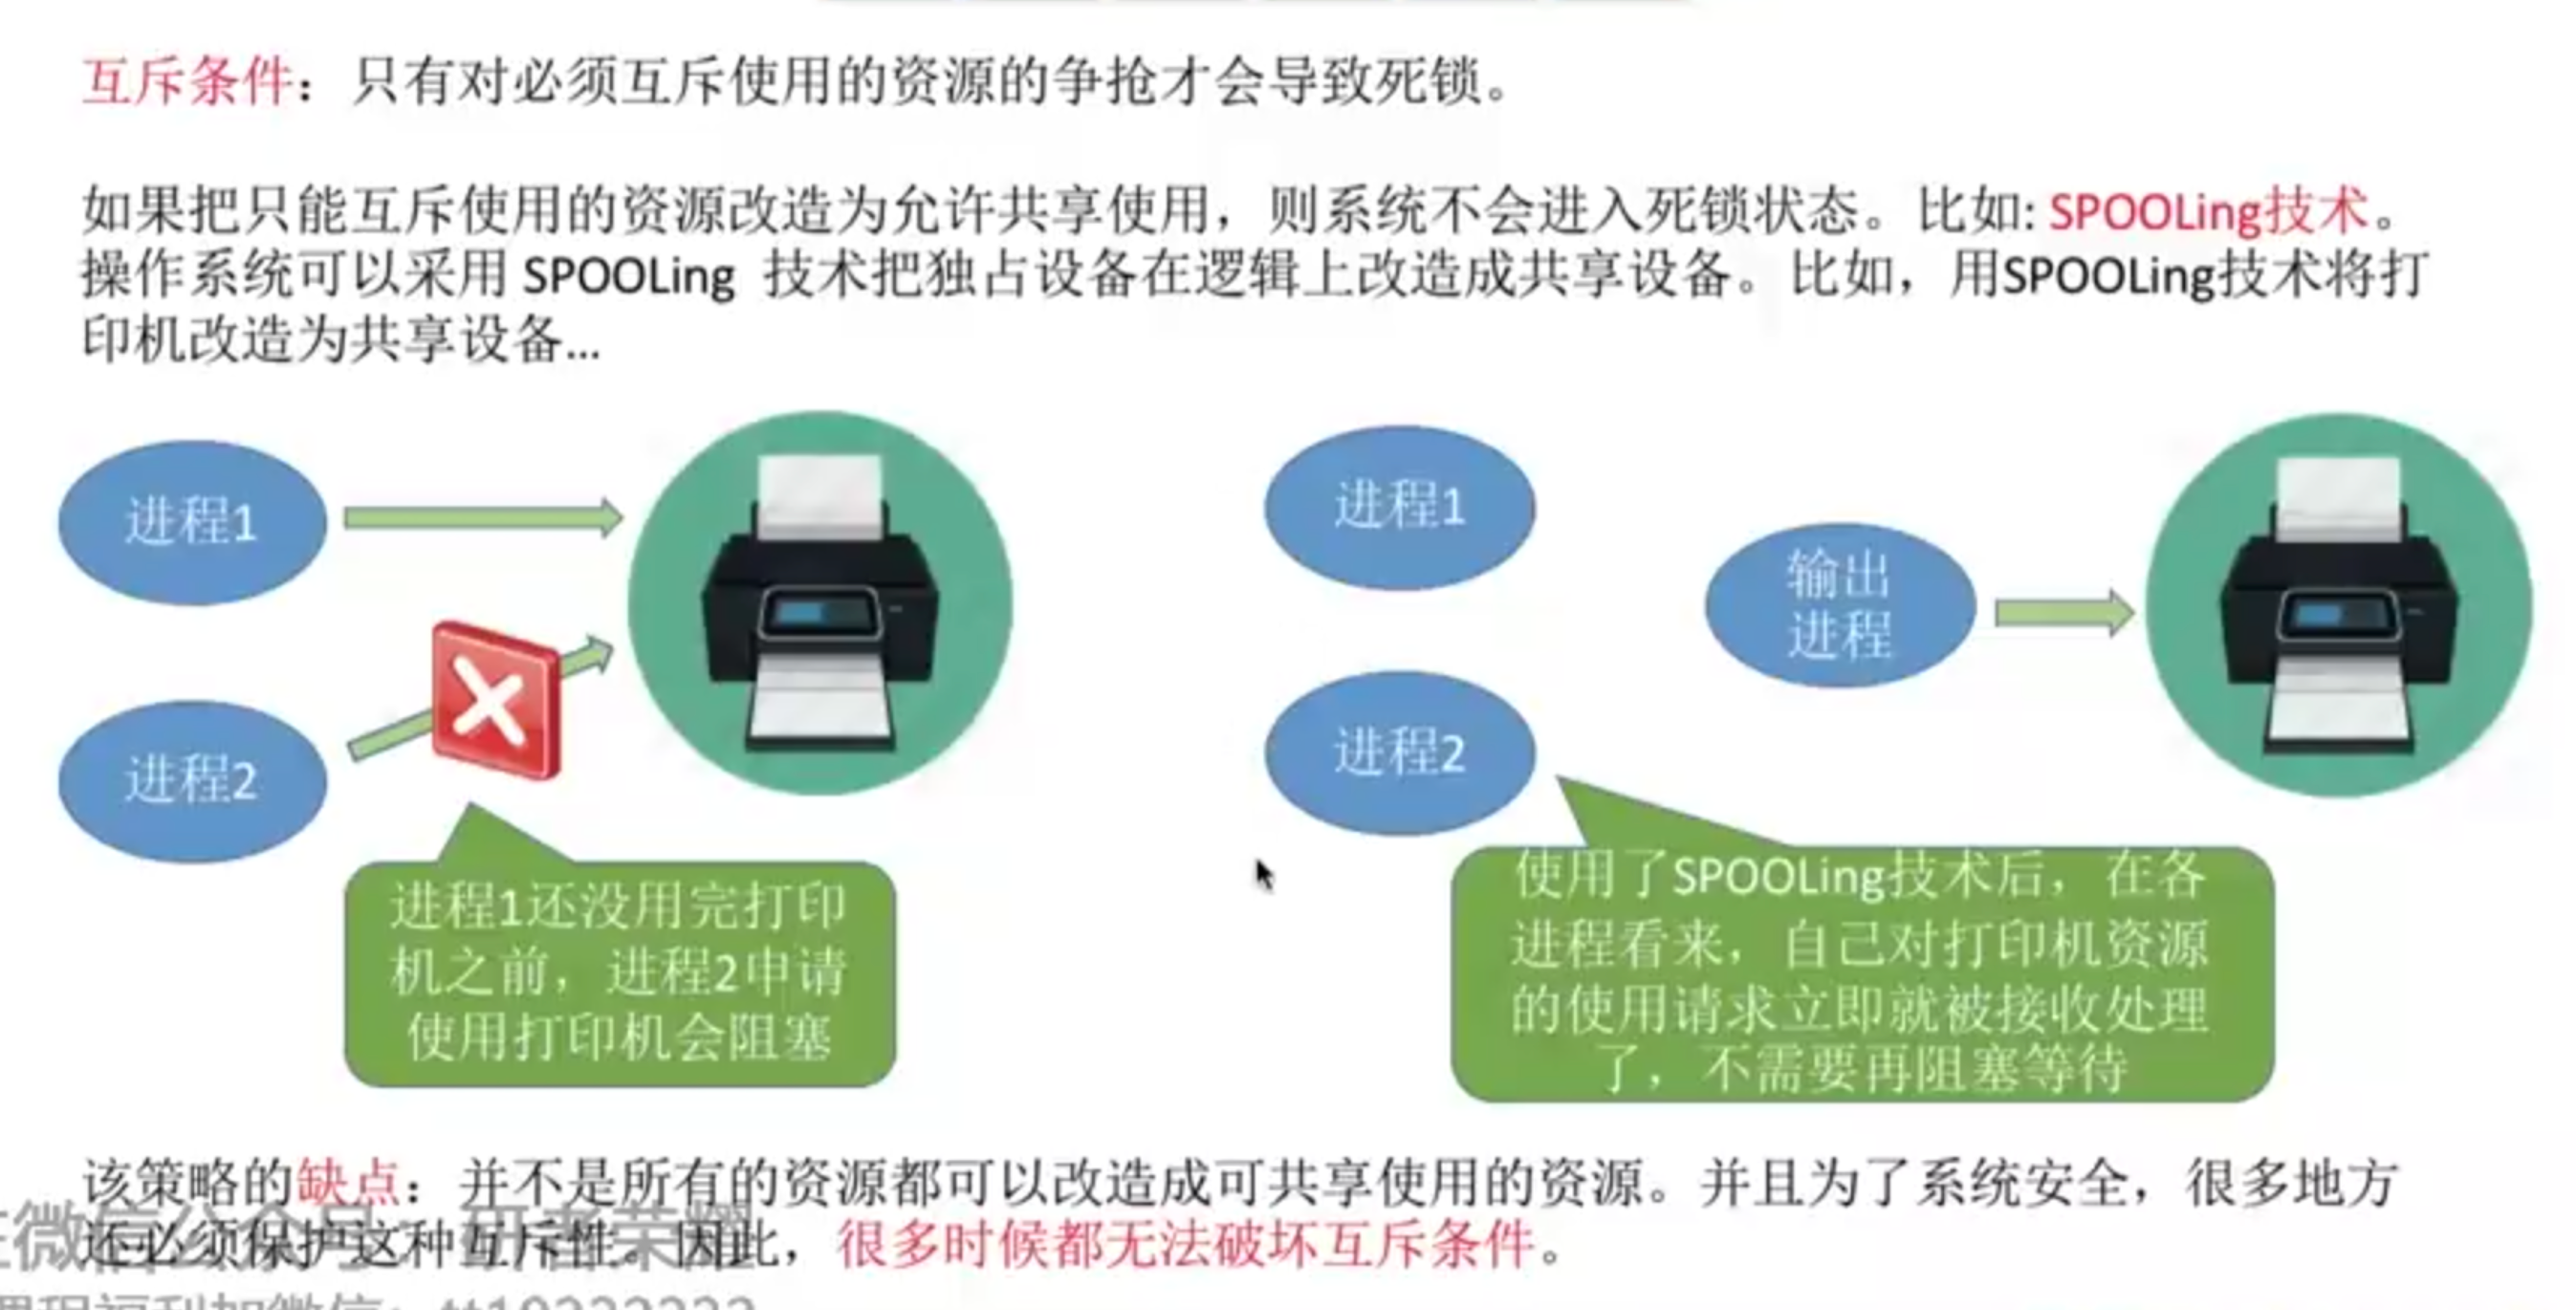 互斥条件：只有对必须互斥使用的资源的争抢才会导致死锁。
如果把只能互斥使用的资源改造为允许共享使用，则系统不会进入死锁状态。比如: SPOOLing技术。
操作系统可以采用 SPOOLing 技术把独占设备在逻辑上改造成共享设备。比如，用SPOOLing技术将打
印机改造为共享设备...
进程1
进程2
进程1还没用完打印
机之前，进程2申请
使用打印机会阻塞
进程1
进程2
输出
进程
使用了SPOOLing技术后，在各
进程看来，自己对打印机资源
的使用请求立即就被接收处理
了，不需要再阻塞等待
该策略的缺点：并不是所有的资源都可以改造成可共享使用的资源。并且为了系统安全，很多地方
还必须保护这种互斥性。因此，很多时候都无法破坏互斥条件。